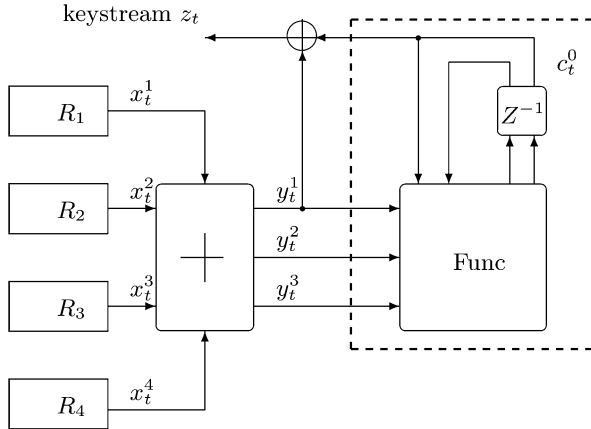 keystream z_t
c_t^0
x_t^1
R_1
Z^{-1}
x_t^2
y_t^1
R_2
y_t^2
Func
x_t^3
y_t^3
R_3
x_t^4
R_4